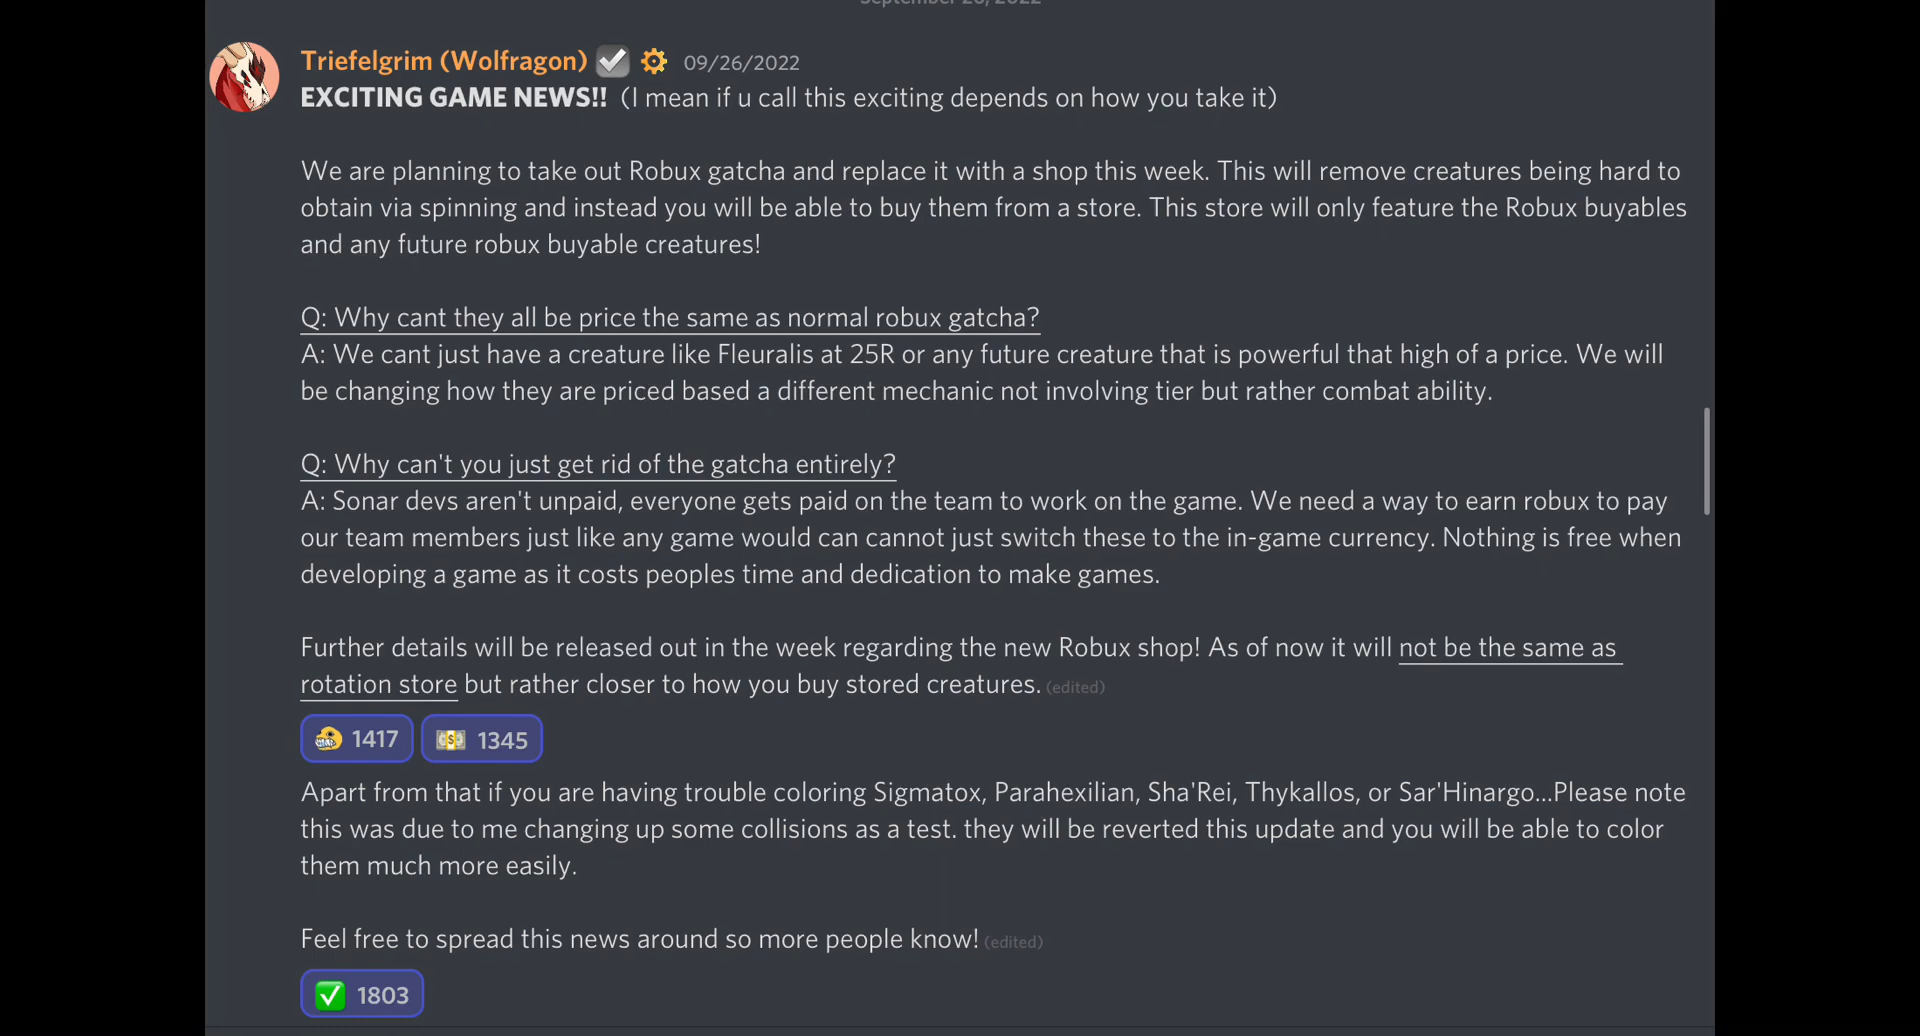 September 26, 2022
Triefelgrim (Wolfragon) 09/26/2022
EXCITING GAME NEWS!! (I mean if u call this exciting depends on how you take it)
We are planning to take out Robux gatcha and replace it with a shop this week. This will remove creatures being hard to
obtain via spinning and instead you will be able to buy them from a store. This store will only feature the Robux buyables
and any future robux buyable creatures!
Q: Why cant they all be price the same as normal robux gatcha?
A: We cant just have a creature like Fleuralis at 25R or any future creature that is powerful that high of a price. We will
be changing how they are priced based a different mechanic not involving tier but rather combat ability.
Q: Why can't you just get rid of the gatcha entirely?
A: Sonar devs aren't unpaid, everyone gets paid on the team to work on the game. We need a way to earn robux to pay
our team members just like any game would can cannot just switch these to the in-game currency. Nothing is free when
developing a game as it costs peoples time and dedication to make games.
Further details will be released out in the week regarding the new Robux shop! As of now it will not be the same as
rotation store but rather closer to how you buy stored creatures. (edited)
1417 1345
Apart from that if you are having trouble coloring Sigmatox, Parahexilian, Sha'Rei, Thykallos, or Sar'Hinargo...Please note
this was due to me changing up some collisions as a test. they will be reverted this update and you will be able to color
them much more easily.
Feel free to spread this news around so more people know! (edited)
1803